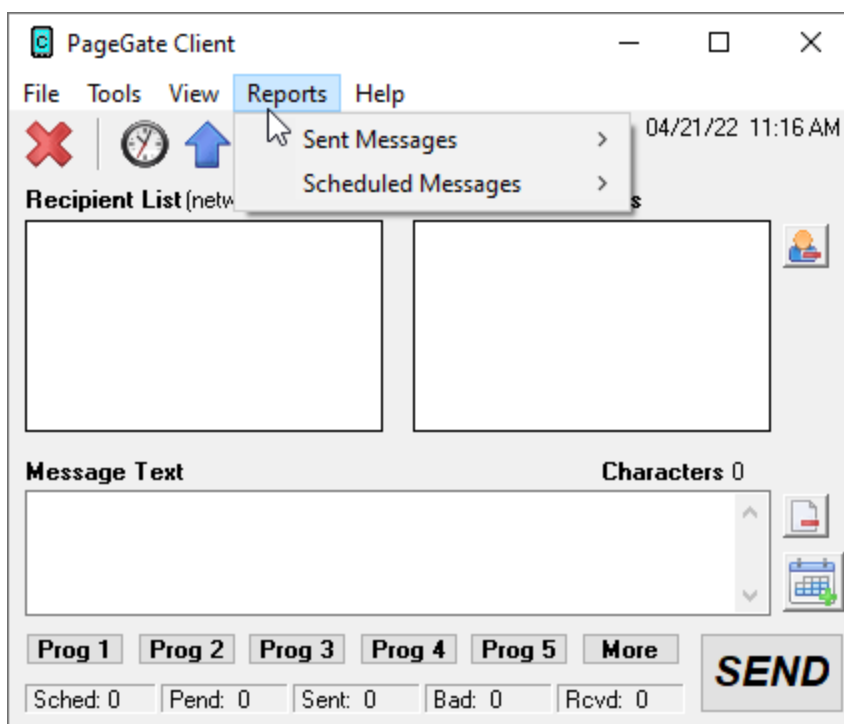 C PageGate Client
File Tools View Reports Help
Sent Messages
Scheduled Messages
04/21/22 11:16 AM
Recipient List
Message Text Characters 0
Prog 1 Prog 2 Prog 3 Prog 4 Prog 5 More
SEND
Sched: 0 Pend: 0 Sent: 0 Bad: 0 Rcvd: 0